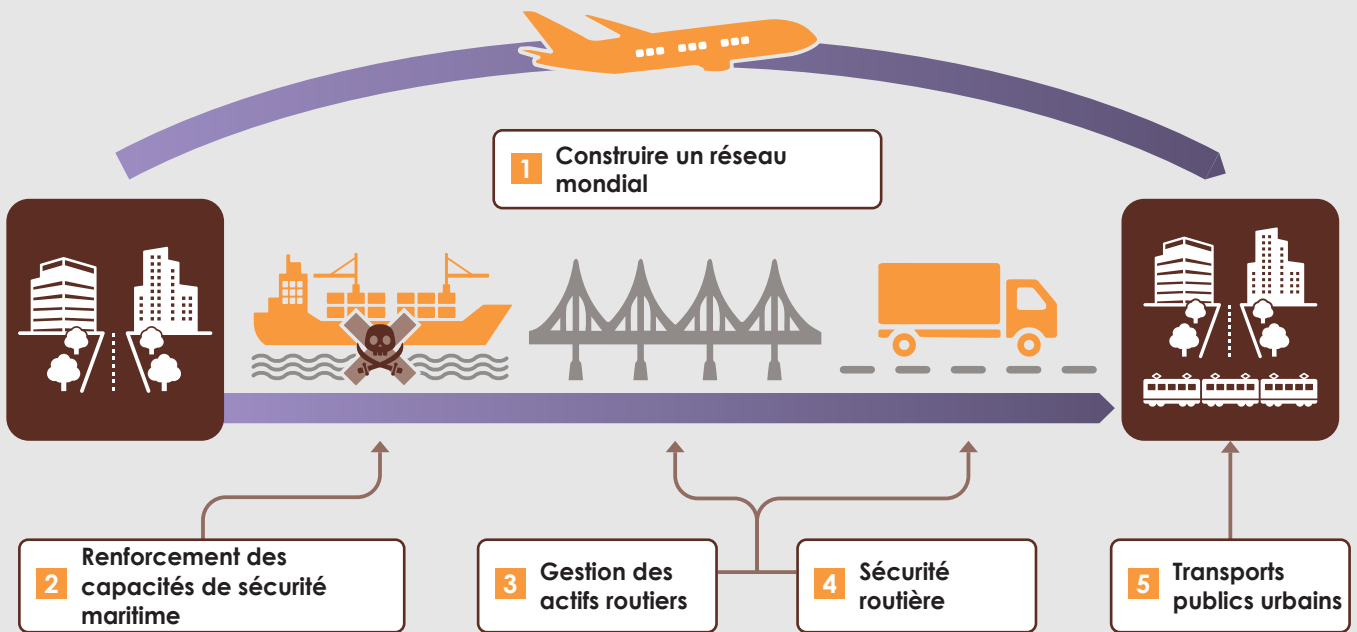 1 Construire un réseau
mondial
2 Renforcement des
capacités de sécurité
maritime
3 Gestion des
actifs routiers
4 Sécurité
routière
5 Transports
publics urbains